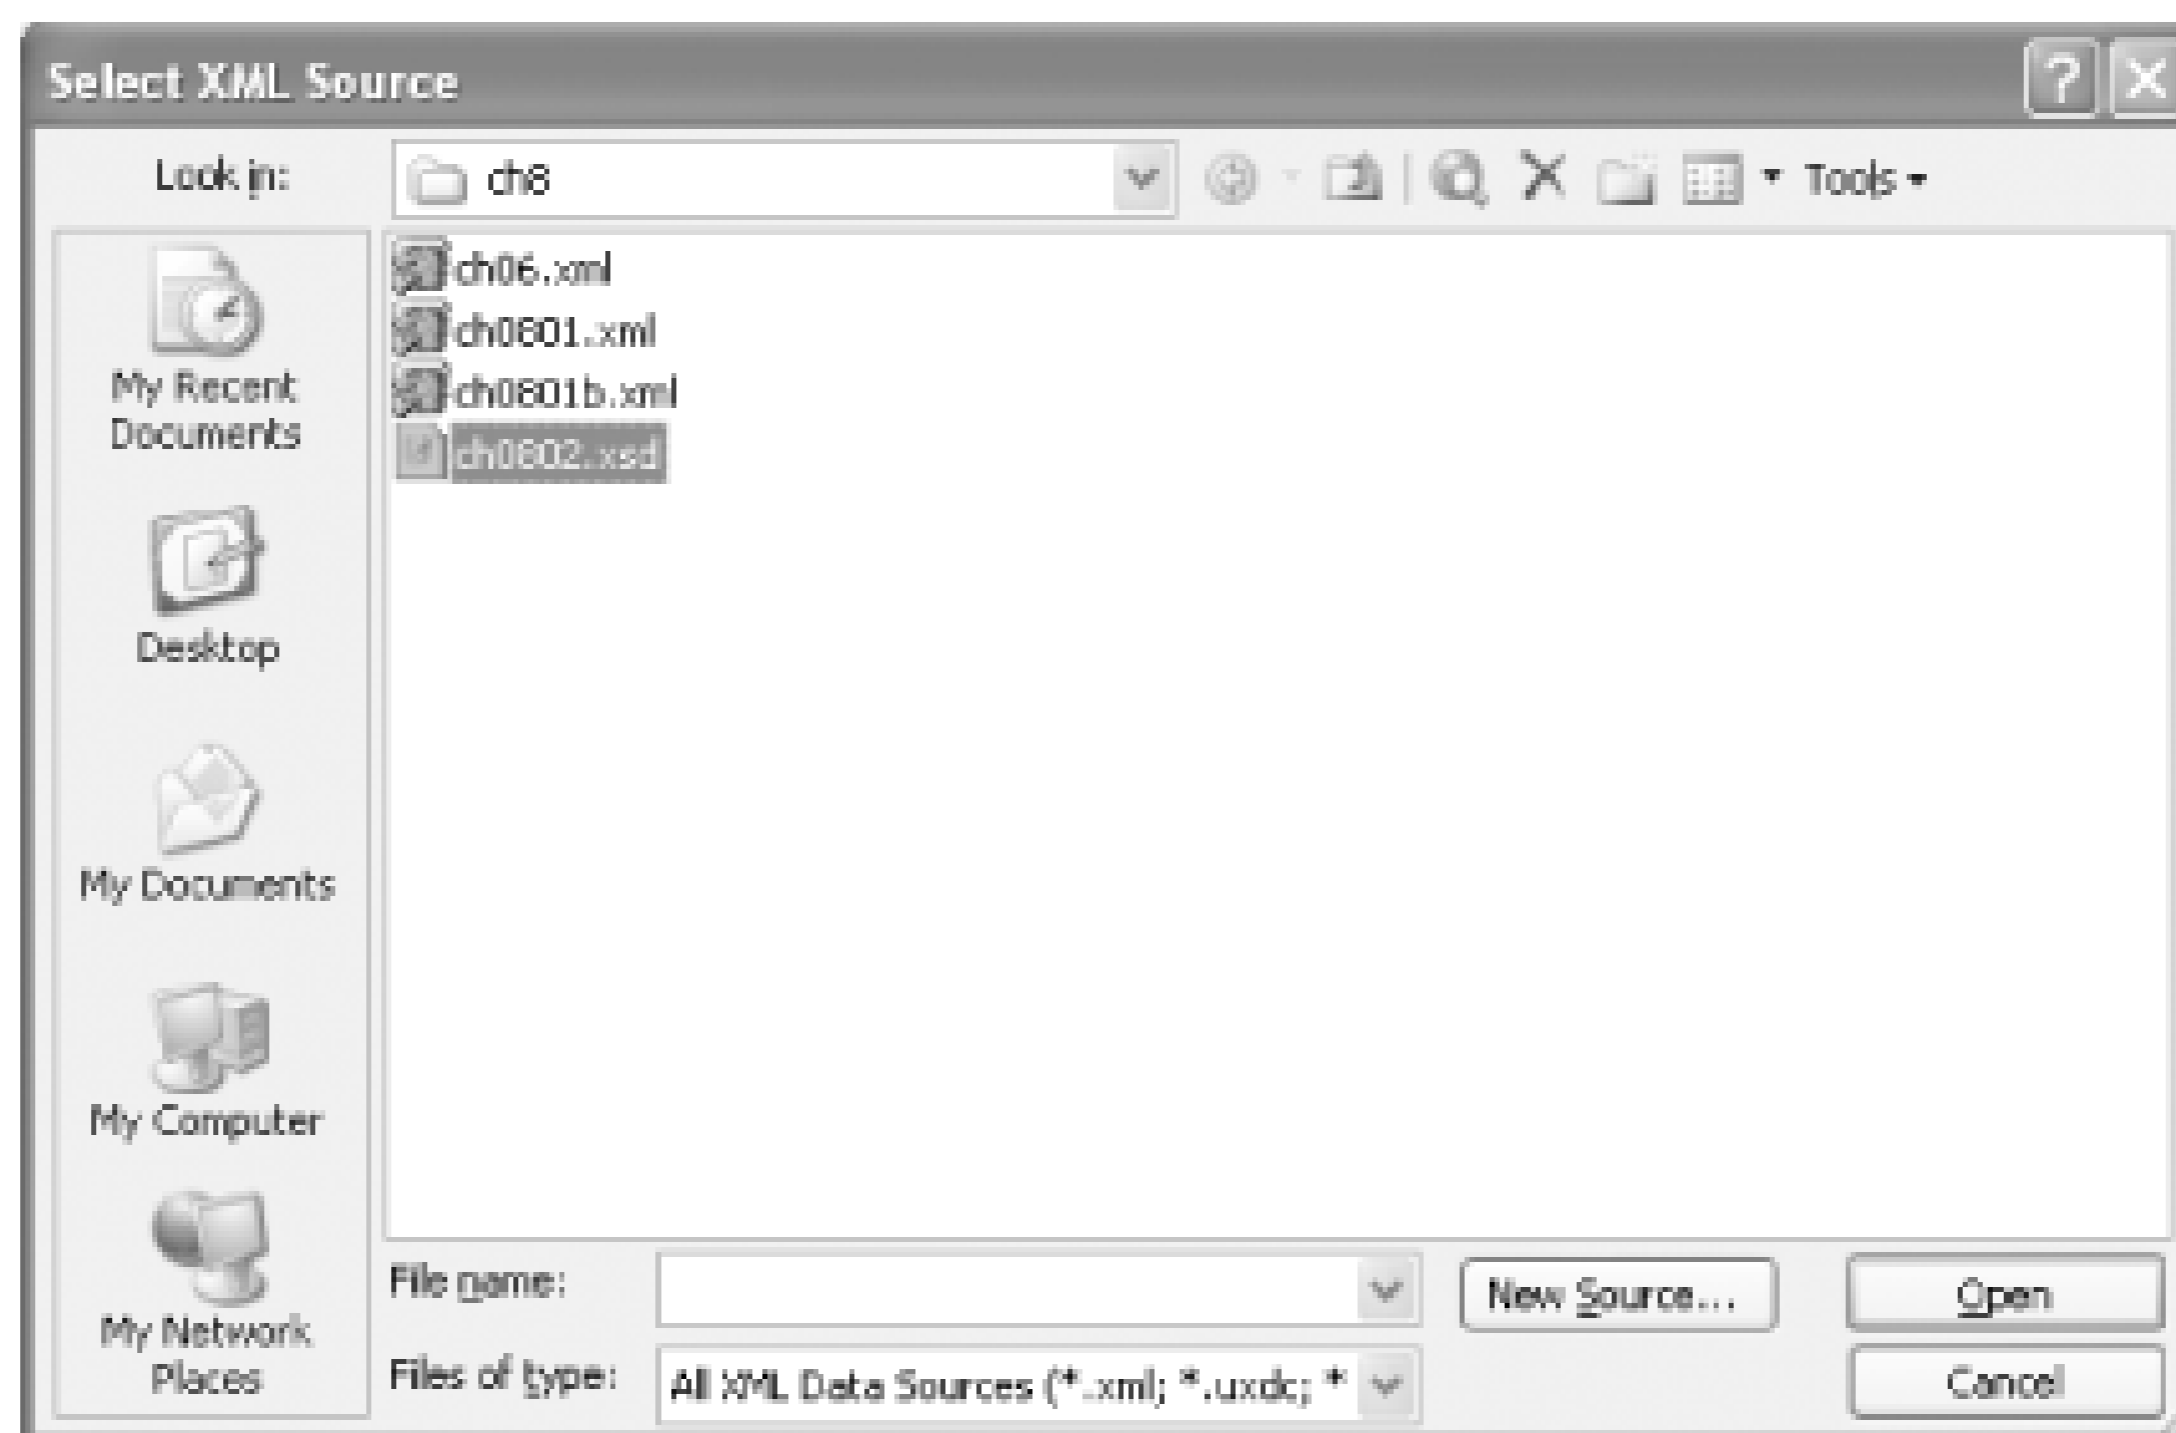 Select XML Source
Look in:
ch8
Tools
ch06.xml
ch0801.xml
ch0801b.xml
ch0802.xsd
My Recent
Documents
Desktop
My Documents
My Computer
My Network
Places
File name:
New Source...
Open
Files of type:
All XML Data Sources (*.xml; *.uxdc; *
Cancel